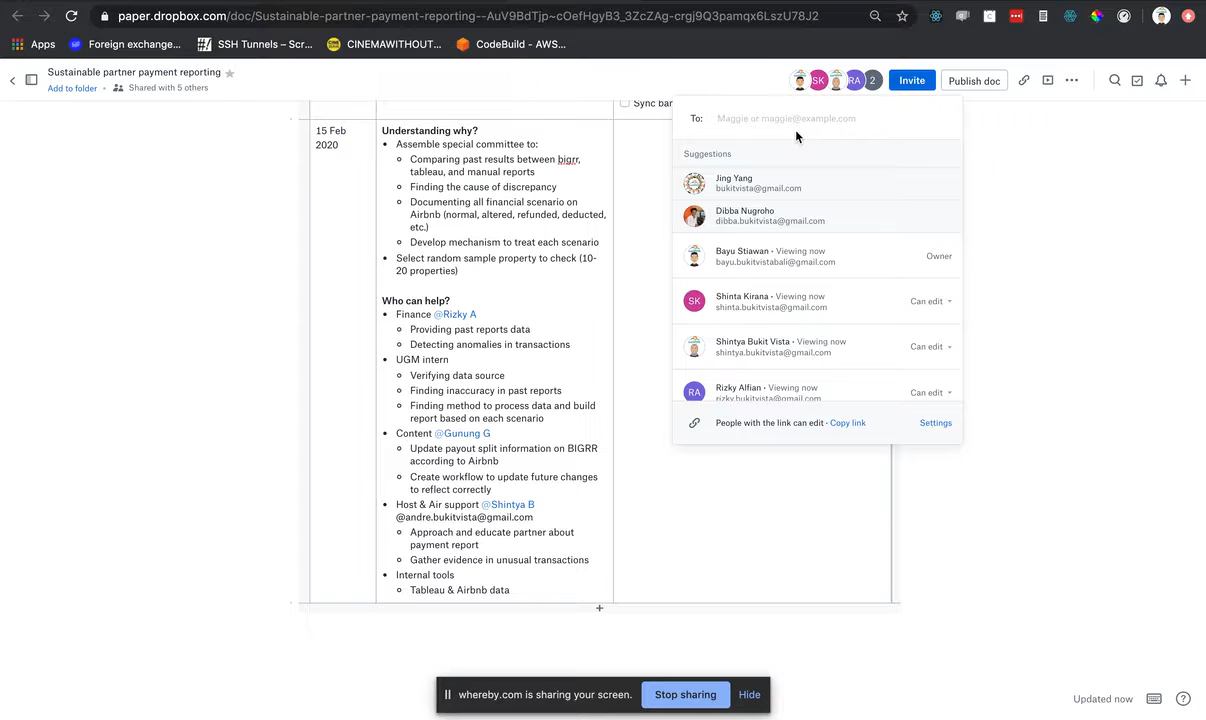 paper.dropbox.com/doc/Sustainable-partner-payment-reporting--AuV9BdTjp~cOefHgyB3_3ZcZAg-crgj9Q3pamqx6LszU78J2
Apps Foreign exchange... SSH Tunnels – Scr... CINEMAWITHOUT... CodeBuild - AWS...
Sustainable partner payment reporting
Add to folder • Shared with 5 others
SK RA 2 Invite Publish doc
Sync bar
15 Feb
2020
Understanding why?
Assemble special committee to:
Comparing past results between bigrr,
tableau, and manual reports
Finding the cause of discrepancy
Documenting all financial scenario on
Airbnb (normal, altered, refunded, deducted,
etc.)
Develop mechanism to treat each scenario
Select random sample property to check (10-
20 properties)
Who can help?
Finance @Rizky A
Providing past reports data
Detecting anomalies in transactions
UGM intern
Verifying data source
Finding inaccuracy in past reports
Finding method to process data and build
report based on each scenario
Content @Gunung G
Update payout split information on BIGRR
according to Airbnb
Create workflow to update future changes
to reflect correctly
Host & Air support @Shintya B
@andre.bukitvista@gmail.com
Approach and educate partner about
payment report
Gather evidence in unusual transactions
Internal tools
Tableau & Airbnb data
To: Maggie or maggie@example.com
Suggestions
Jing Yang
bukitvista@gmail.com
Dibba Nugroho
dibba.bukitvista@gmail.com
Bayu Stiawan • Viewing now
bayu.bukitvistabali@gmail.com
Owner
SK
Shinta Kirana • Viewing now
shinta.bukitvista@gmail.com
Can edit
Shintya Bukit Vista • Viewing now
shintya.bukitvista@gmail.com
Can edit
RA
Rizky Alfian • Viewing now
rizky.bukitvista@gmail.com
Can edit
People with the link can edit • Copy link
Settings
whereby.com is sharing your screen. Stop sharing Hide
Updated now